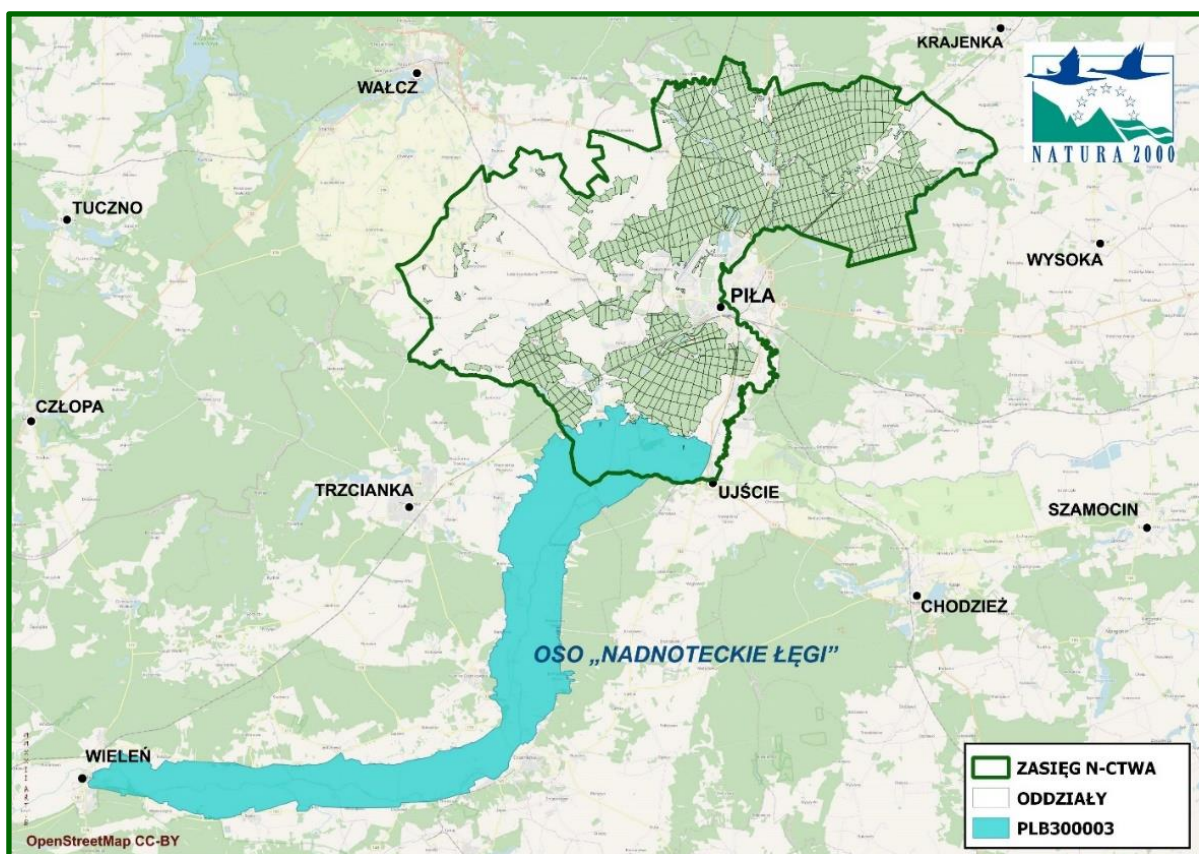 KRAJENKA
WAŁCZ
NATURA 2000
TUCZNO
WYSOKA
PIŁA
CZŁOPA
TRZCIANKA
UJŚCIE
SZAMOCIN
CHODZIEŻ
OSO „NADNOTECKIE ŁĘGI”
WIELEŃ
ZASIĘG N-CTWA
ODDZIAŁY
PLB300003
OpenStreetMap CC-BY